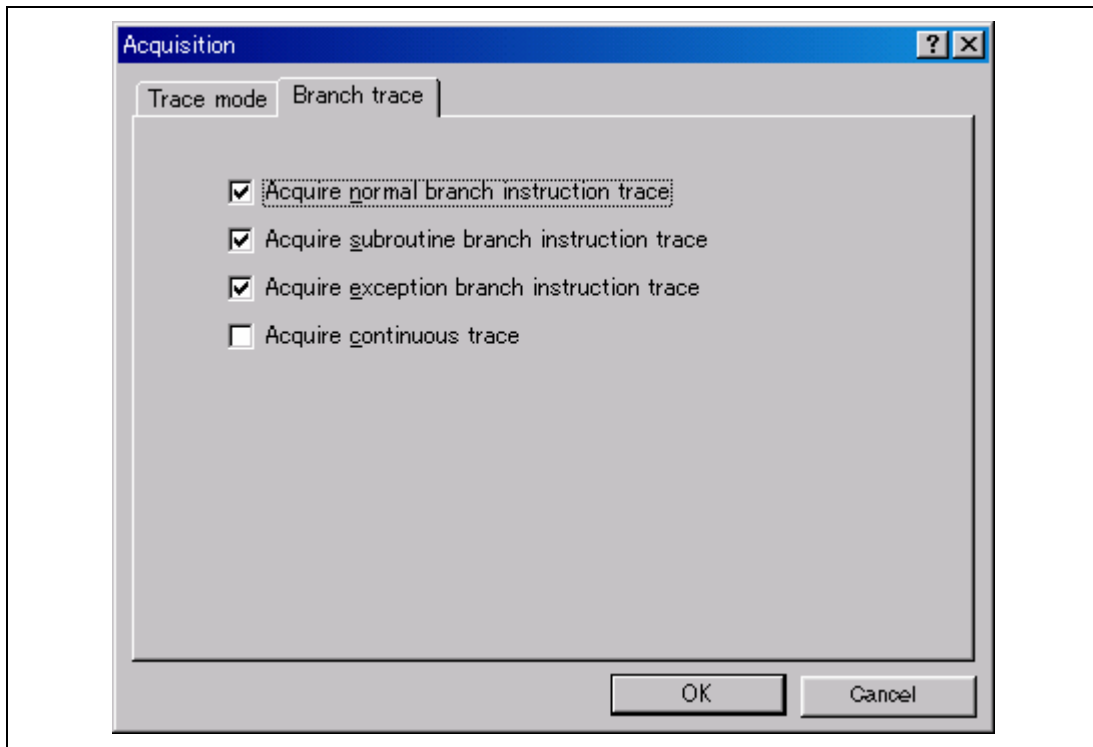 Acquisition
Trace mode Branch trace
Acquire normal branch instruction trace
Acquire subroutine branch instruction trace
Acquire exception branch instruction trace
Acquire continuous trace
OK Cancel